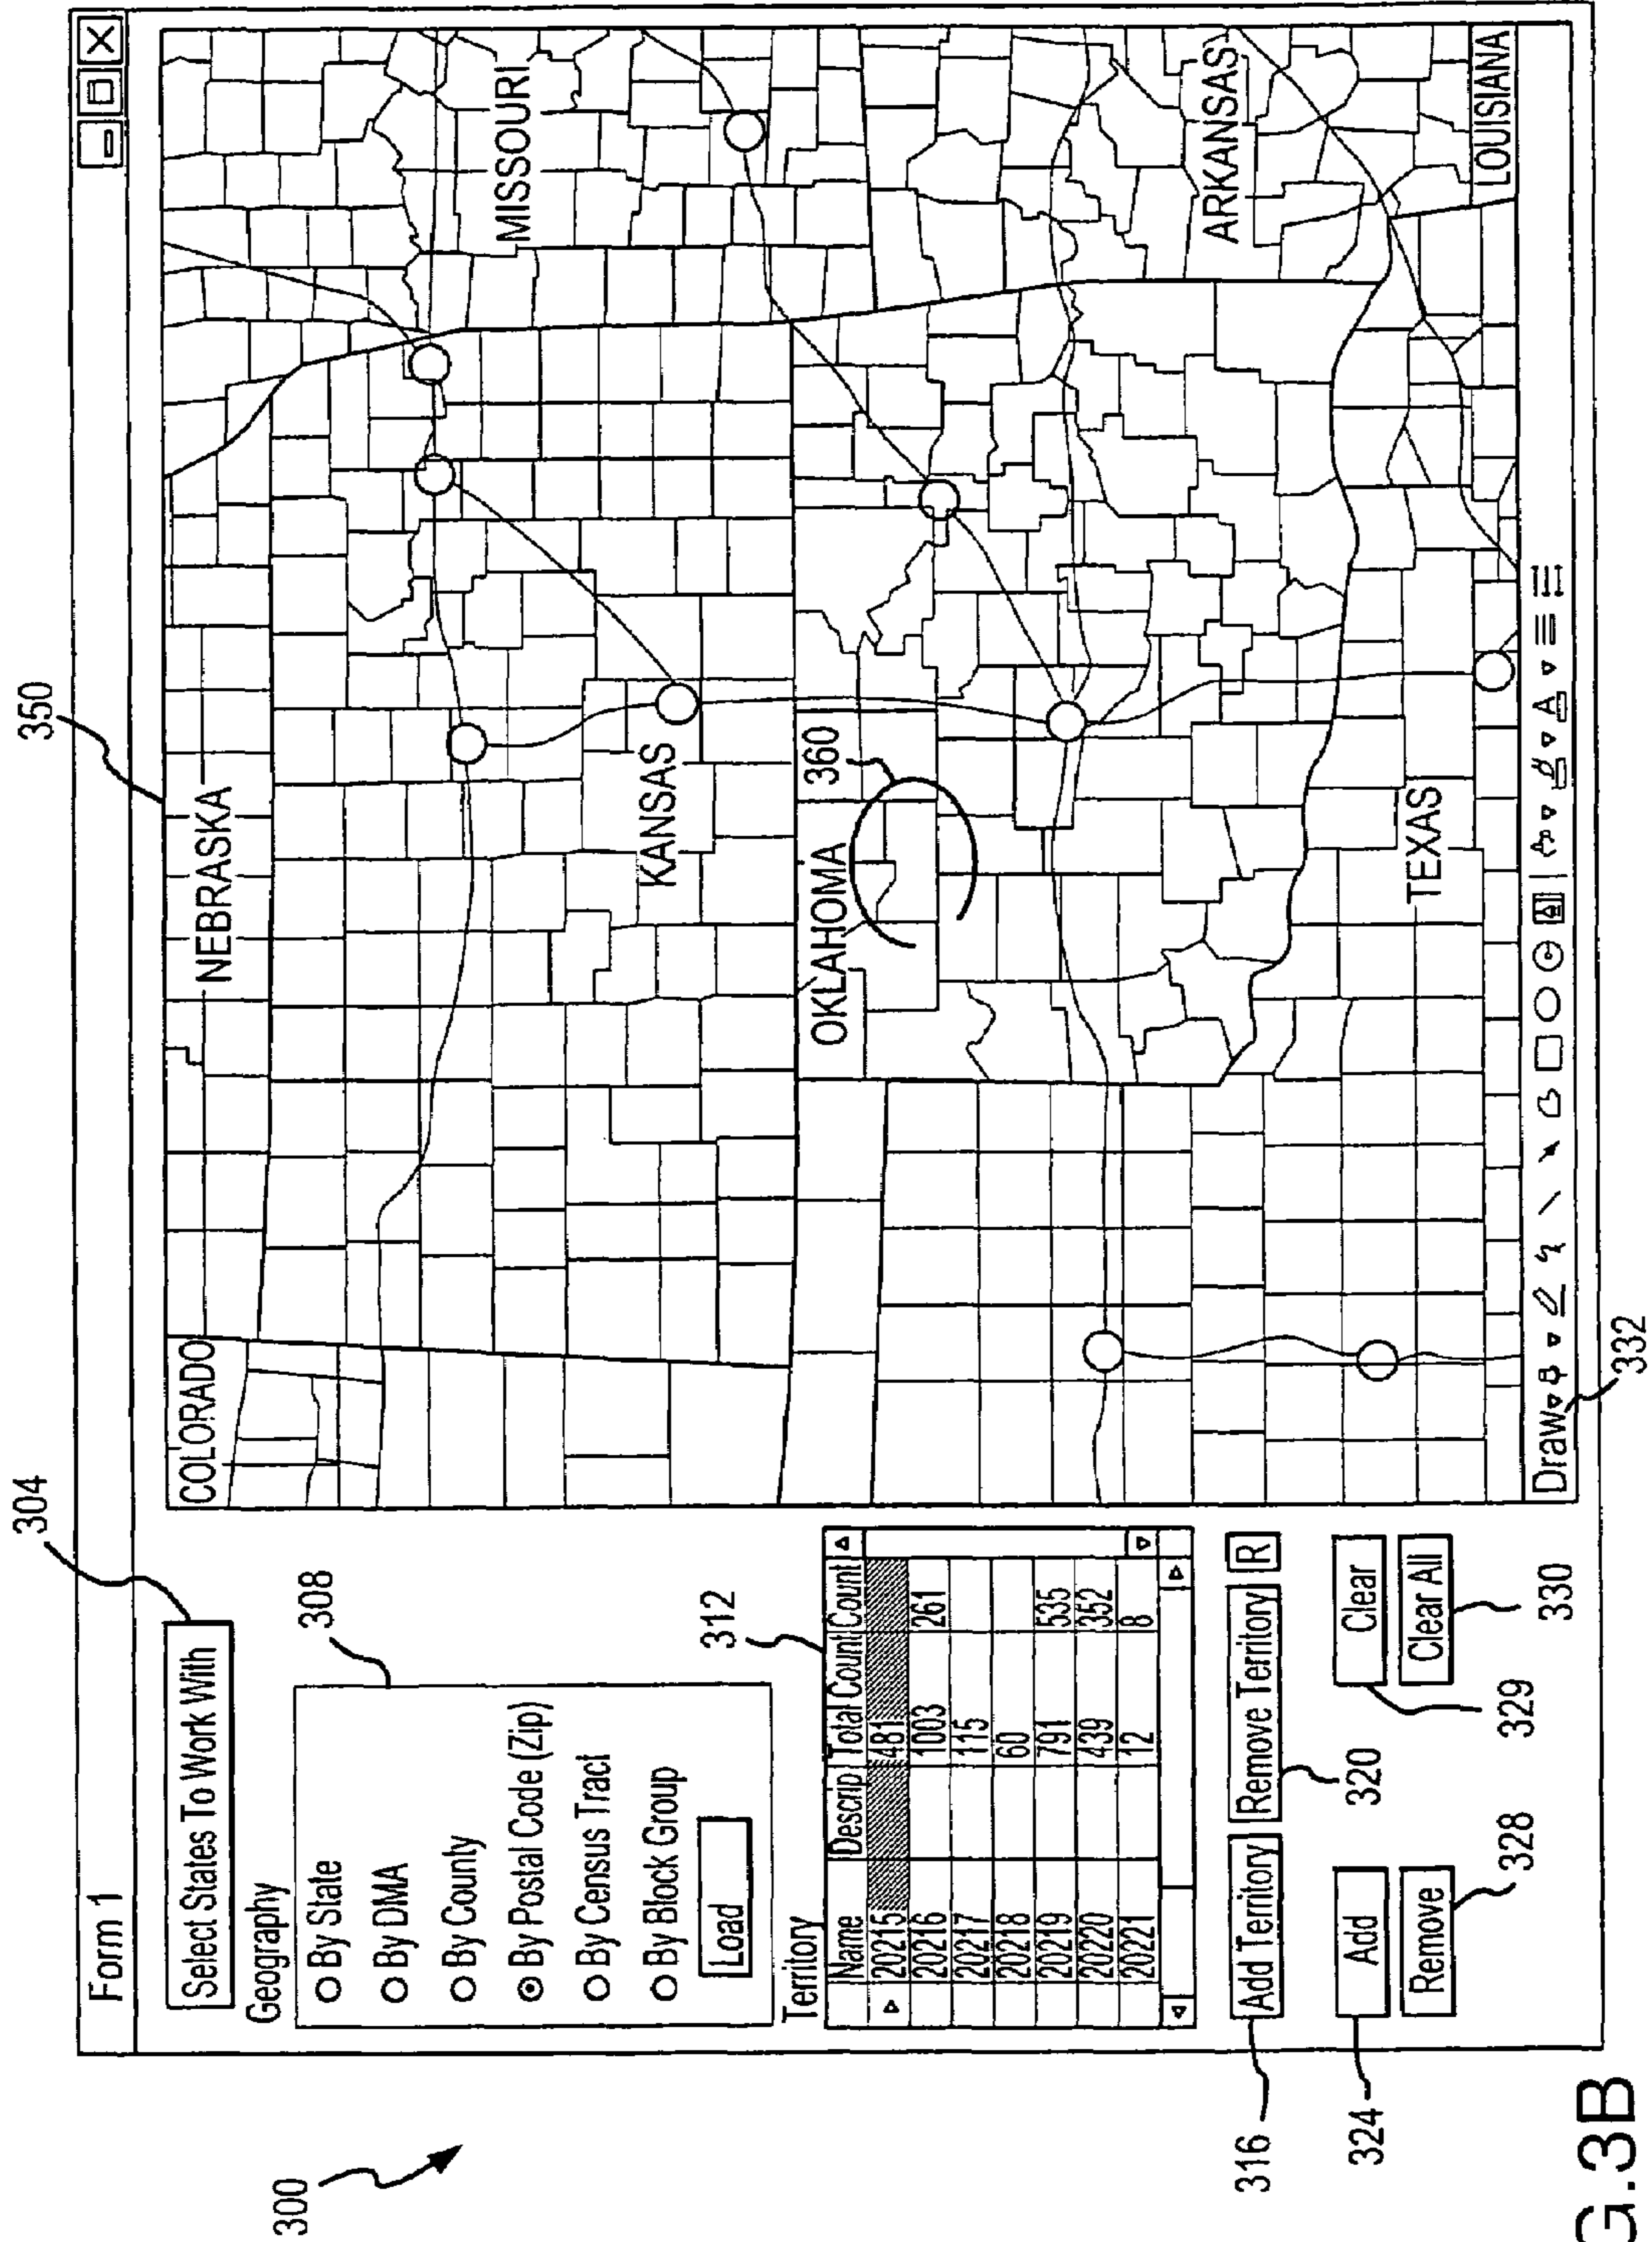 300
Form 1
304
Select States To Work With
Geography
By State
By DMA
By County
By Postal Code (Zip)
By Census Tract
By Block Group
Load
308
Territory
312
Name Descrip Total Count Count
20215 481
20216 1003 261
20217 115
20218 60
20219 791 535
20220 439 352
20221 12 8
316
Add Territory
Remove Territory
R
320
324
Add
Clear
329
Remove
Clear All
328
330
350
COLORADO
NEBRASKA
KANSAS
MISSOURI
OKLAHOMA
360
ARKANSAS
TEXAS
LOUISIANA
Draw
A
332
G.3B